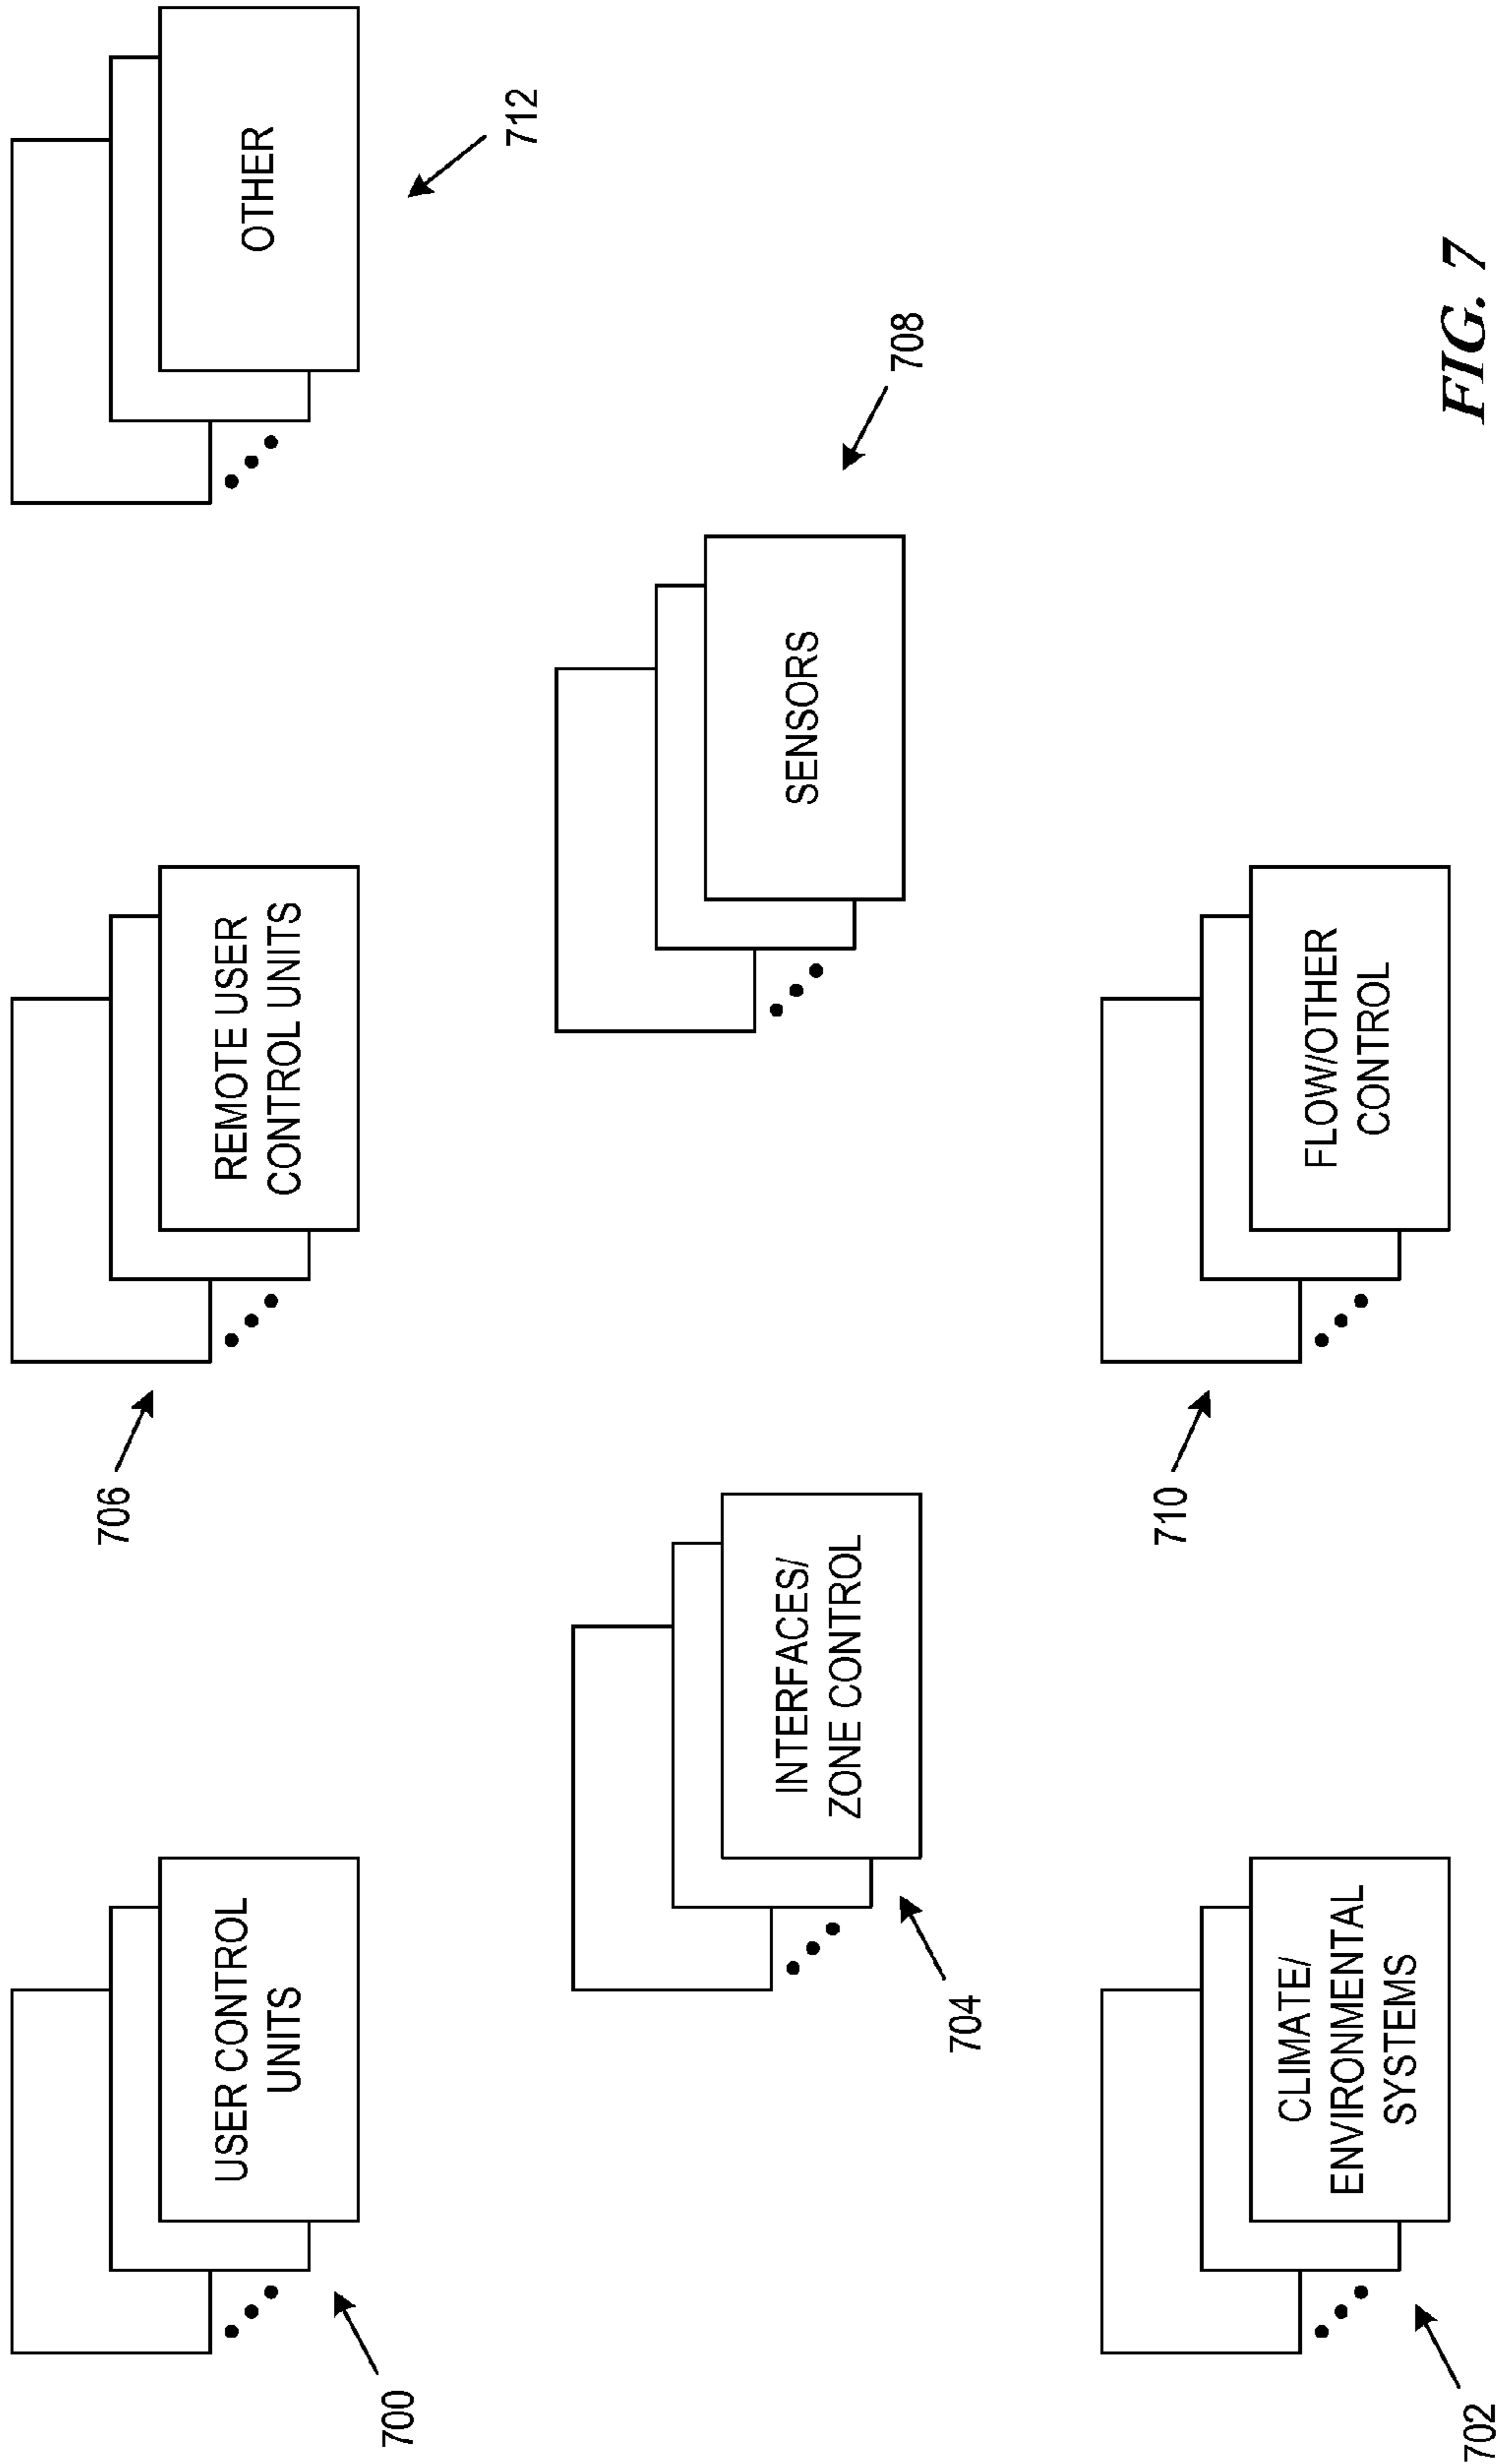 USER CONTROL
UNITS
700
REMOTE USER
CONTROL UNITS
706
OTHER
712
INTERFACES/
ZONE CONTROL
704
SENSORS
708
CLIMATE/
ENVIRONMENTAL
SYSTEMS
702
FLOW/OTHER
CONTROL
710
FIG. 7